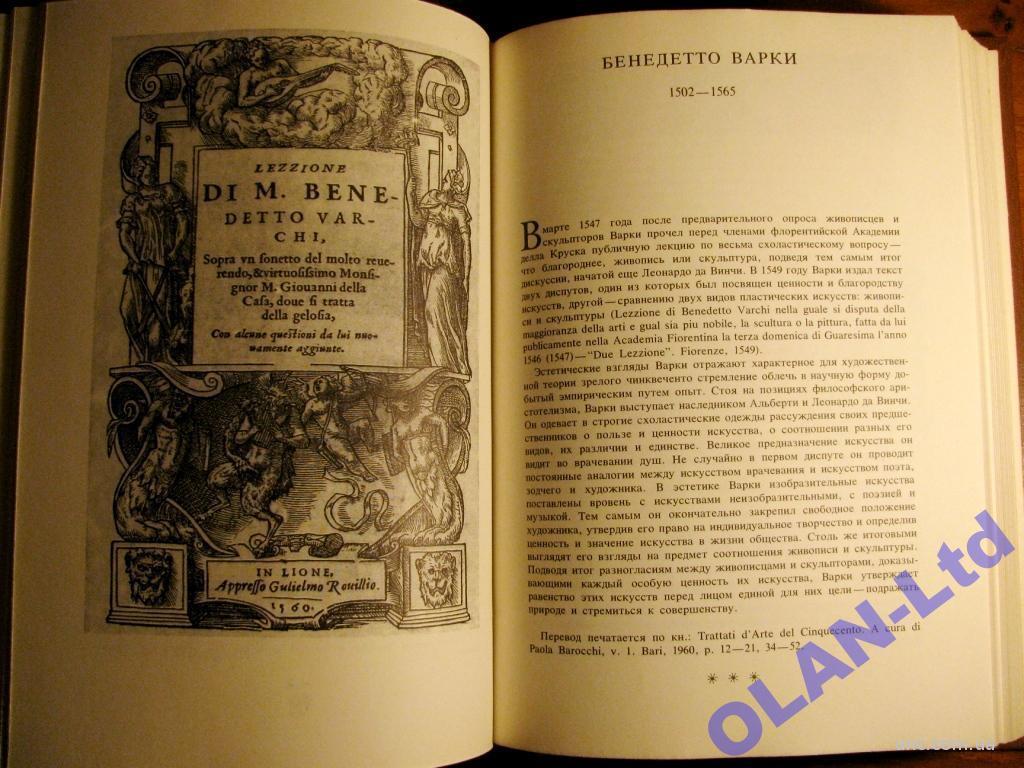 LEZZIONE
DI M. BENE-
DETTO VAR-
CHI,
Sopra vn ſonetto del molto reue-
rendo, & virtuoſiſsimo Monſi-
gnor M. Giouanni della
Caſa, doue ſi tratta
della geloſia,
Con alcune queſtioni da lui nuo-
uamente aggiunte.
IN LIONE,
Appreſſo Gulielmo Rouillio.
1560.
БЕНЕДЕТТО ВАРКИ
1502—1565
В марте 1547 года после предварительного опроса живописцев и
скульпторов Варки прочел перед членами флорентийской Академии
делла Круска публичную лекцию по весьма схоластическому вопросу—
что благороднее, живопись или скульптура, подведя тем самым итог
дискуссии, начатой еще Леонардо да Винчи. В 1549 году Варки издал текст
двух диспутов, один из которых был посвящен ценности и благородству
искусств, другой—сравнению двух видов пластических искусств: живопи-
си и скульптуры (Lezzione di Benedetto Varchi nella quale si disputa della
maggioranza della arti e qual sia piu nobile, la scultura o la pittura, fatta da lui
publicamente nella Academia Fiorentina la terza domenica di Guaresima l'anno
1546 (1547)—"Due Lezzione". Fiorenze, 1549).
Эстетические взгляды Варки отражают характерное для художествен-
ной теории зрелого чинквеченто стремление облечь в научную форму до-
бытый эмпирическим путем опыт. Стоя на позициях философского ари-
стотелизма, Варки выступает наследником Альберти и Леонардо да Винчи.
Он одевает в строгие схоластические одежды рассуждения своих предше-
ственников о пользе и ценности искусства, о соотношении разных его
видов, их различии и единстве. Великое предназначение искусства он
видит во врачевании душ. Не случайно в первом диспуте он проводит
постоянные аналогии между искусством врачевания и искусством поэта,
зодчего и художника. В эстетике Варки изобразительные искусства
поставлены вровень с искусствами неизобразительными, с поэзией и
музыкой. Тем самым он окончательно закрепил свободное положение
художника, утвердив его право на индивидуальное творчество и определив
ценность и значение искусства в жизни общества. Столь же итоговыми
выглядят его взгляды на предмет соотношения живописи и скульптуры.
Подводя итог разногласиям между живописцами и скульпторами, доказы-
вающими каждый особую ценность их искусства, Варки утверждает
равенство этих искусств перед лицом единой для них цели—подражать
природе и стремиться к совершенству.
Перевод печатается по кн.: Trattati d'Arte del Cinquecento. A cura di
Paola Barocchi, v. 1. Bari, 1960, p. 12—21, 34—52.
* * *
OLAN-Ltd